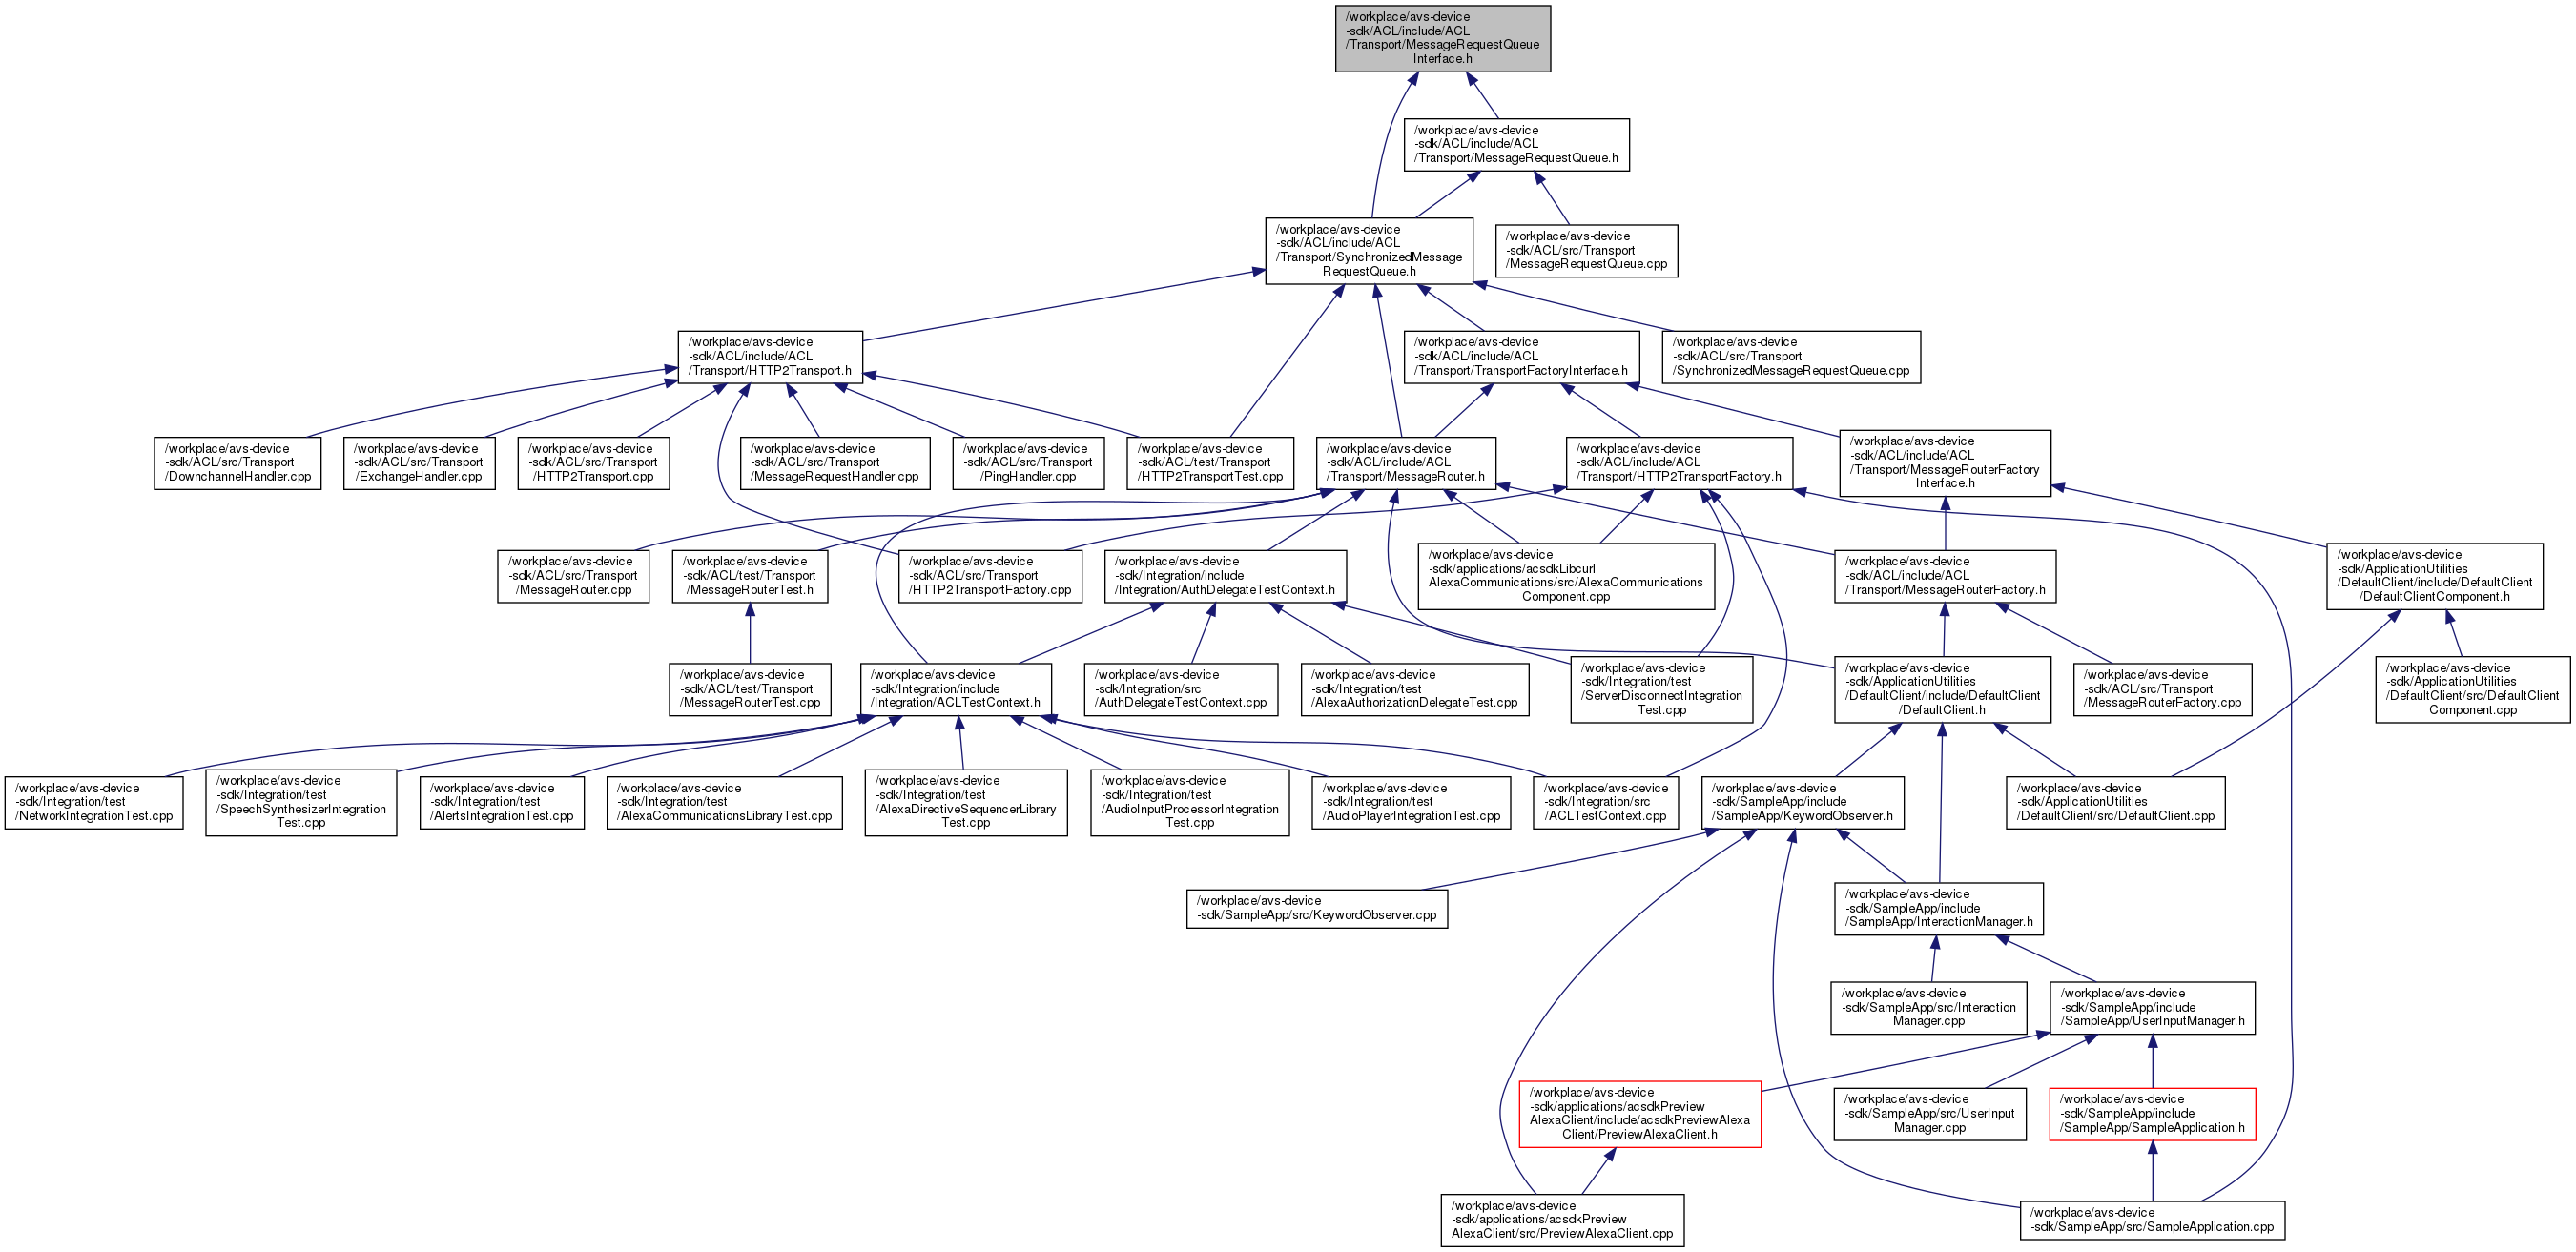 /workplace/avs-device
-sdk/ACL/include/ACL
/Transport/MessageRequestQueue
Interface.h
/workplace/avs-device
-sdk/ACL/include/ACL
/Transport/MessageRequestQueue.h
/workplace/avs-device
-sdk/ACL/include/ACL
/Transport/SynchronizedMessage
RequestQueue.h
/workplace/avs-device
-sdk/ACL/src/Transport
/MessageRequestQueue.cpp
/workplace/avs-device
-sdk/ACL/include/ACL
/Transport/HTTP2Transport.h
/workplace/avs-device
-sdk/ACL/include/ACL
/Transport/TransportFactoryInterface.h
/workplace/avs-device
-sdk/ACL/src/Transport
/SynchronizedMessageRequestQueue.cpp
/workplace/avs-device
-sdk/ACL/src/Transport
/DownchannelHandler.cpp
/workplace/avs-device
-sdk/ACL/src/Transport
/ExchangeHandler.cpp
/workplace/avs-device
-sdk/ACL/src/Transport
/HTTP2Transport.cpp
/workplace/avs-device
-sdk/ACL/src/Transport
/MessageRequestHandler.cpp
/workplace/avs-device
-sdk/ACL/src/Transport
/PingHandler.cpp
/workplace/avs-device
-sdk/ACL/test/Transport
/HTTP2TransportTest.cpp
/workplace/avs-device
-sdk/ACL/include/ACL
/Transport/MessageRouter.h
/workplace/avs-device
-sdk/ACL/include/ACL
/Transport/HTTP2TransportFactory.h
/workplace/avs-device
-sdk/ACL/include/ACL
/Transport/MessageRouterFactory
Interface.h
/workplace/avs-device
-sdk/ACL/src/Transport
/MessageRouter.cpp
/workplace/avs-device
-sdk/ACL/test/Transport
/MessageRouterTest.h
/workplace/avs-device
-sdk/ACL/src/Transport
/HTTP2TransportFactory.cpp
/workplace/avs-device
-sdk/Integration/include
/Integration/AuthDelegateTestContext.h
/workplace/avs-device
-sdk/applications/acsdkLibcurl
AlexaCommunications/src/AlexaCommunications
Component.cpp
/workplace/avs-device
-sdk/ACL/include/ACL
/Transport/MessageRouterFactory.h
/workplace/avs-device
-sdk/ApplicationUtilities
/DefaultClient/include/DefaultClient
/DefaultClientComponent.h
/workplace/avs-device
-sdk/ACL/test/Transport
/MessageRouterTest.cpp
/workplace/avs-device
-sdk/Integration/include
/Integration/ACLTestContext.h
/workplace/avs-device
-sdk/Integration/src
/AuthDelegateTestContext.cpp
/workplace/avs-device
-sdk/Integration/test
/AlexaAuthorizationDelegateTest.cpp
/workplace/avs-device
-sdk/Integration/test
/ServerDisconnectIntegration
Test.cpp
/workplace/avs-device
-sdk/ApplicationUtilities
/DefaultClient/include/DefaultClient
/DefaultClient.h
/workplace/avs-device
-sdk/ACL/src/Transport
/MessageRouterFactory.cpp
/workplace/avs-device
-sdk/ApplicationUtilities
/DefaultClient/src/DefaultClient
Component.cpp
/workplace/avs-device
-sdk/Integration/test
/NetworkIntegrationTest.cpp
/workplace/avs-device
-sdk/Integration/test
/SpeechSynthesizerIntegration
Test.cpp
/workplace/avs-device
-sdk/Integration/test
/AlertsIntegrationTest.cpp
/workplace/avs-device
-sdk/Integration/test
/AlexaCommunicationsLibraryTest.cpp
/workplace/avs-device
-sdk/Integration/test
/AlexaDirectiveSequencerLibrary
Test.cpp
/workplace/avs-device
-sdk/Integration/test
/AudioInputProcessorIntegration
Test.cpp
/workplace/avs-device
-sdk/Integration/test
/AudioPlayerIntegrationTest.cpp
/workplace/avs-device
-sdk/Integration/src
/ACLTestContext.cpp
/workplace/avs-device
-sdk/SampleApp/include
/SampleApp/KeywordObserver.h
/workplace/avs-device
-sdk/ApplicationUtilities
/DefaultClient/src/DefaultClient.cpp
/workplace/avs-device
-sdk/SampleApp/src/KeywordObserver.cpp
/workplace/avs-device
-sdk/SampleApp/include
/SampleApp/InteractionManager.h
/workplace/avs-device
-sdk/SampleApp/src/Interaction
Manager.cpp
/workplace/avs-device
-sdk/SampleApp/include
/SampleApp/UserInputManager.h
/workplace/avs-device
-sdk/applications/acsdkPreview
AlexaClient/include/acsdkPreviewAlexa
Client/PreviewAlexaClient.h
/workplace/avs-device
-sdk/SampleApp/src/UserInput
Manager.cpp
/workplace/avs-device
-sdk/SampleApp/include
/SampleApp/SampleApplication.h
/workplace/avs-device
-sdk/applications/acsdkPreview
AlexaClient/src/PreviewAlexaClient.cpp
/workplace/avs-device
-sdk/SampleApp/src/SampleApplication.cpp